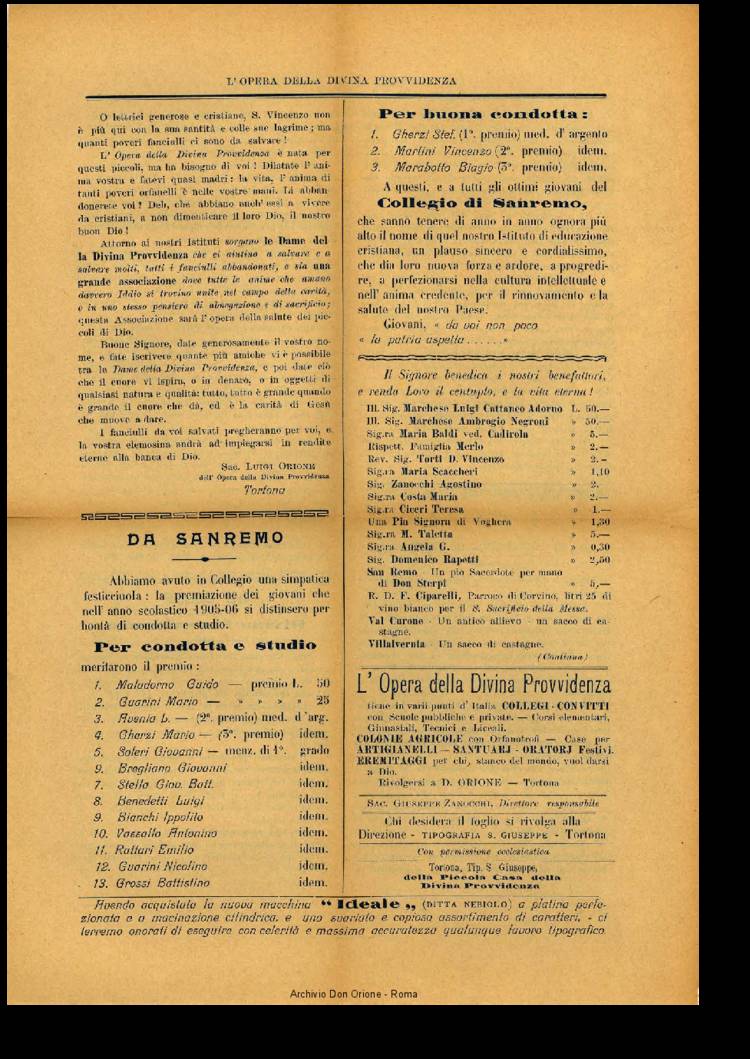 L' OPERA DELLA DIVINA PROVVIDENZA
O lettrici generose e cristiane, S. Vincenzo non
è più qui con la sua santità e colle sue lagrime ; ma
quanti poveri fanciulli ci sono da salvare !
L' Opera della Divina Provvidenza è nata per
questi piccoli, ma ha bisogno di voi ! Dilatate l' ani-
ma vostra e fatevi quasi madri : la vita, l' anima di
tanti poveri orfanelli è nelle vostre mani. Li abban-
donerete voi ? Deh, che abbiano anch' essi a vivere
da cristiani, a non dimenticare il loro Dio, il nostro
buon Dio !
Attorno ai nostri Istituti sorgano le Dame del
la Divina Provvidenza che ci aiutino a salvare e a
salvare molti, tutti i fanciulli abbandonati, e sia una
grande associazione dove tutte le anime che amano
davvero Iddio si trovino unite nel campo della carità,
e in uno stesso pensiero di abnegazione e di sacrificio ;
questa Associazione sarà l' opera della salute dei pic-
coli di Dio.
Buone Signore, date generosamente il vostro no-
me, e fate iscrivere quante più amiche vi è possibile
tra le Dame della Divina Provvidenza, e poi date ciò
che il cuore vi ispira, o in denaro, o in oggetti di
qualsiasi natura e qualità: tutto, tutto è grande quando
è grande il cuore che dà, ed è la carità di Gesù
che muove a dare.
I fanciulli da voi salvati pregheranno per voi, e
la vostra elemosina andrà ad impiegarsi in rendite
eterne alla banca di Dio.
SAC. LUIGI ORIONE
dell' Opera della Divina Provvidenza
Tortona
DA SANREMO
Abbiamo avuto in Collegio una simpatica
festicciuola : la premiazione dei giovani che
nell' anno scolastico 1905-06 si distinsero per
bontà di condotta e studio.
Per condotta e studio
meritarono il premio :
1. Maladorno Guido — premio L. 50
2. Guarini Mario — » » » » 25
3. Avenia L. — (2°. premio) med. d' arg.
4. Gherzi Mario — (3°. premio) idem.
5. Soleri Giovanni — menz. di 1°. grado
9. Bregliano Giouanni idem.
7. Stella Giov. Batt. idem.
8. Benedetti Luigi idem.
9. Bianchi Ippolito idem.
10. Vassallo Antonino idem.
11. Rattari Emilio idem.
12. Guarini Nicolino idem.
13. Grossi Battistino idem.
Per buona condotta :
1. Gherzi Stef. (1°. premio) med. d' argento
2. Martini Vincenzo (2°. premio) idem.
3. Marabotto Biagio (3°. premio) idem.
A questi, e a tutti gli ottimi giovani del
Collegio di Sanremo,
che sanno tenere di anno in anno ognora più
alto il nome di quel nostro Istituto di educazione
cristiana, un plauso sincero e cordialissimo,
che dia loro nuova forza e ardore, a progredi-
re, a perfezionarsi nella cultura intellettuale e
nell' anima credente, per il rinnovamento e la
salute del nostro Paese.
Giovani, « da voi non poco
« la patria aspetta . . . . . . »
Il Signore benedica i nostri benefattori,
e renda Loro il centuplo, e la vita eterna !
Ill. Sig. Marchese Luigi Cattaneo Adorno L. 50.—
Ill. Sig. Marchese Ambrogio Negroni » 50.—
Sig.ra Maria Baldi ved. Cadirola » 5.—
Rispett. Famiglia Merlo » 2.—
Rev. Sig. Torti D. Vincenzo » 2.-
Sig.ra Maria Scaccheri » 1,10
Sig. Zanocchi Agostino » 2.
Sig.ra Costa Maria » 2.—
Sig.ra Ciceri Teresa » 1.—
Una Pia Signora di Voghera » 1,30
Sig.ra M. Taletta » 5.—
Sig.ra Angela G. » 0,30
Sig. Domenico Rapetti » 2,50
San Remo - Un pio Sacerdote per mano
di Don Sterpi » 5,—
R. D. F. Ciparelli, Parroco di Corvino, litri 25 di
vino bianco per il S. Sacrificio della Messa.
Val Curone - Un antico allievo - un sacco di ca-
stagne.
Villalvernia - Un sacco di castagne.
(Continua)
L' Opera della Divina Provvidenza
tiene in varii punti d' Italia COLLEGI - CONVITTI
con Scuole pubbliche e private. — Corsi elementari,
Ginnasiali, Tecnici e Liceali.
COLONIE AGRICOLE con Orfanotrofi — Case per
ARTIGIANELLI — SANTUARJ - ORATORJ Festivi.
EREMITAGGI per chi, stanco del mondo, vuol darsi
a Dio.
Rivolgersi a D. ORIONE — Tortona
SAC. GIUSEPPE ZANOCCHI, Direttore responsabile
Chi desidera il foglio si rivolga alla
Direzione - TIPOGRAFIA S. GIUSEPPE - Tortona
Con permissione ecclesiastica
Tortona, Tip. S. Giuseppe,
della Piccola Casa della
Divina Provvidenza
Avendo acquistata la nuova macchina “ Ideale „ (DITTA NEBIOLO) a platina perfe-
zionata e a macinazione cilindrica, e uno svariato e copioso assortimento di caratteri, - ci
terremo onorati di eseguire con celerità e massima accuratezza qualunque lavoro tipografico.
Archivio Don Orione - Roma